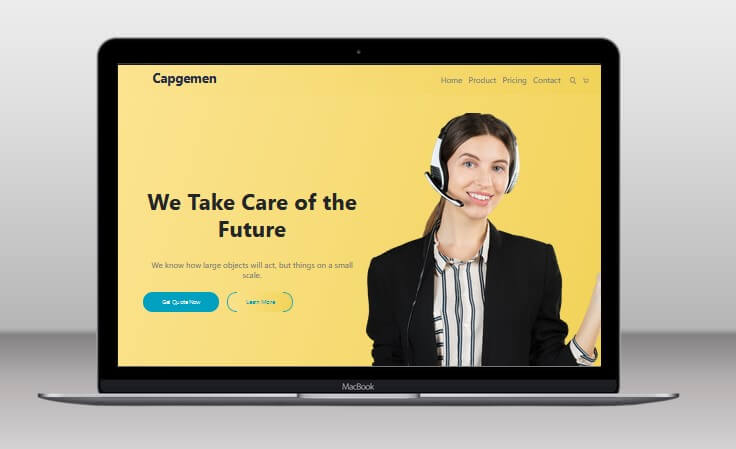 Capgemen
Home Product Pricing Contact
We Take Care of the
Future
We know how large objects will act, but things on a small
scale.
Get Quote Now Learn More
MacBook